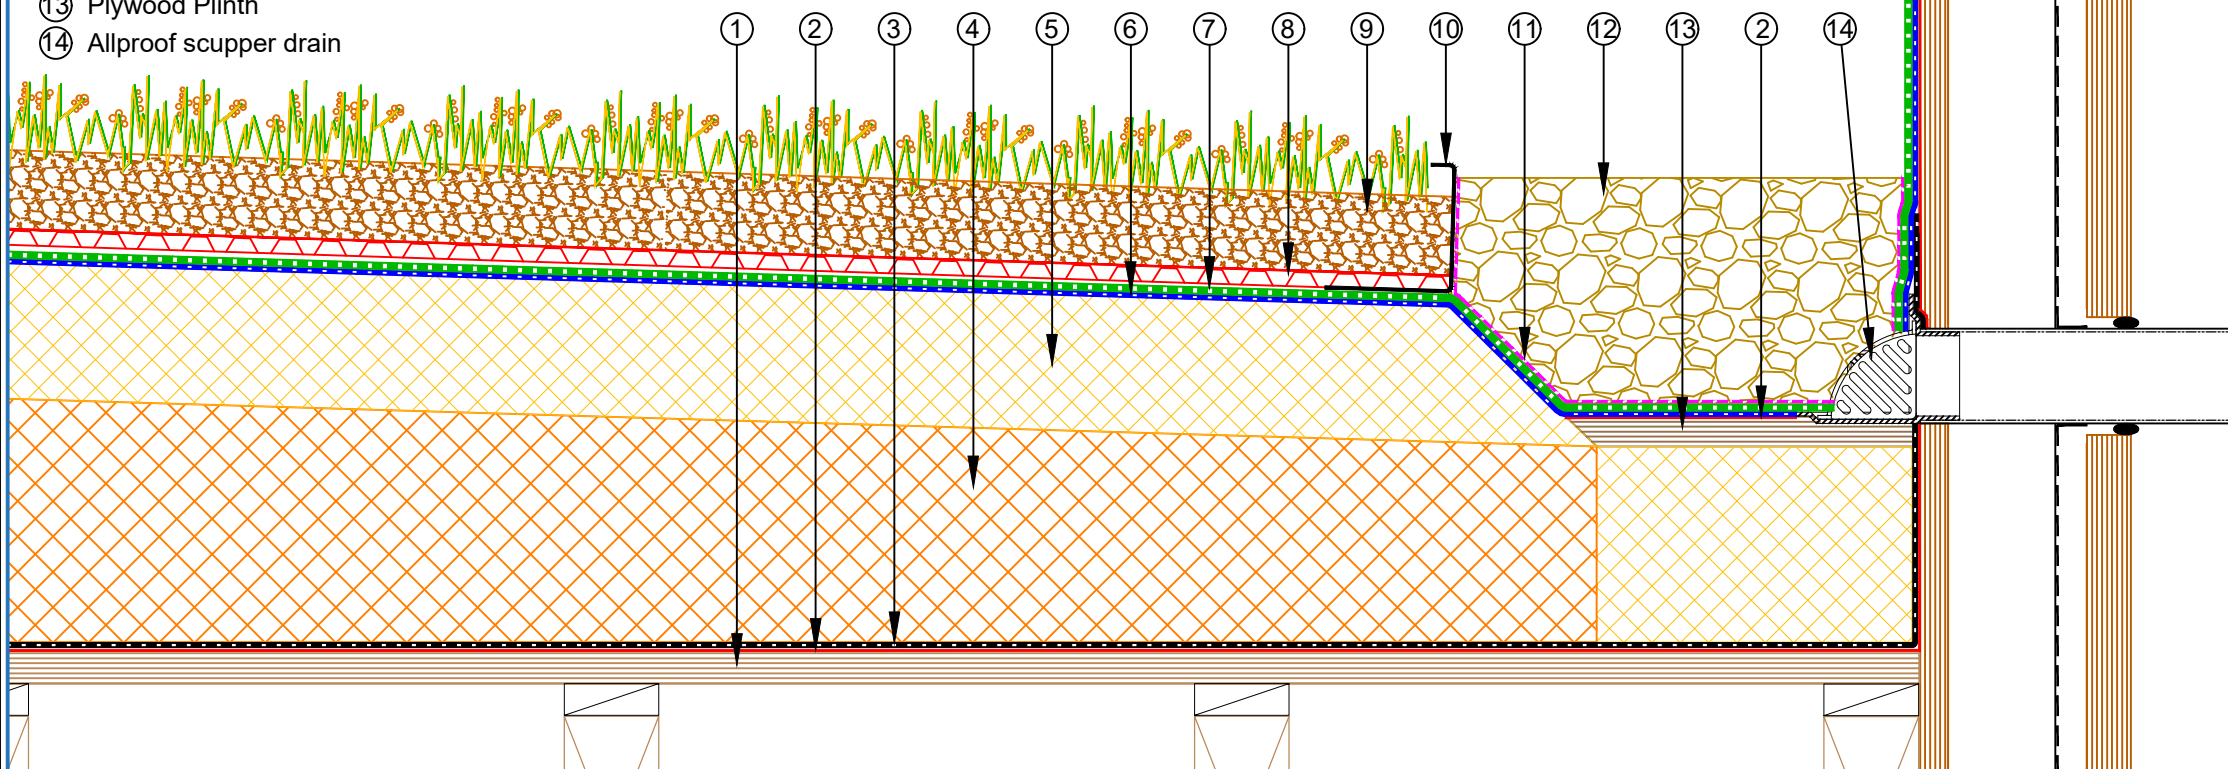 13 Plywood Plinth
14 Allproof scupper drain
1 2 3 4 5 6 7 8 9 10 11 12 13 2 14